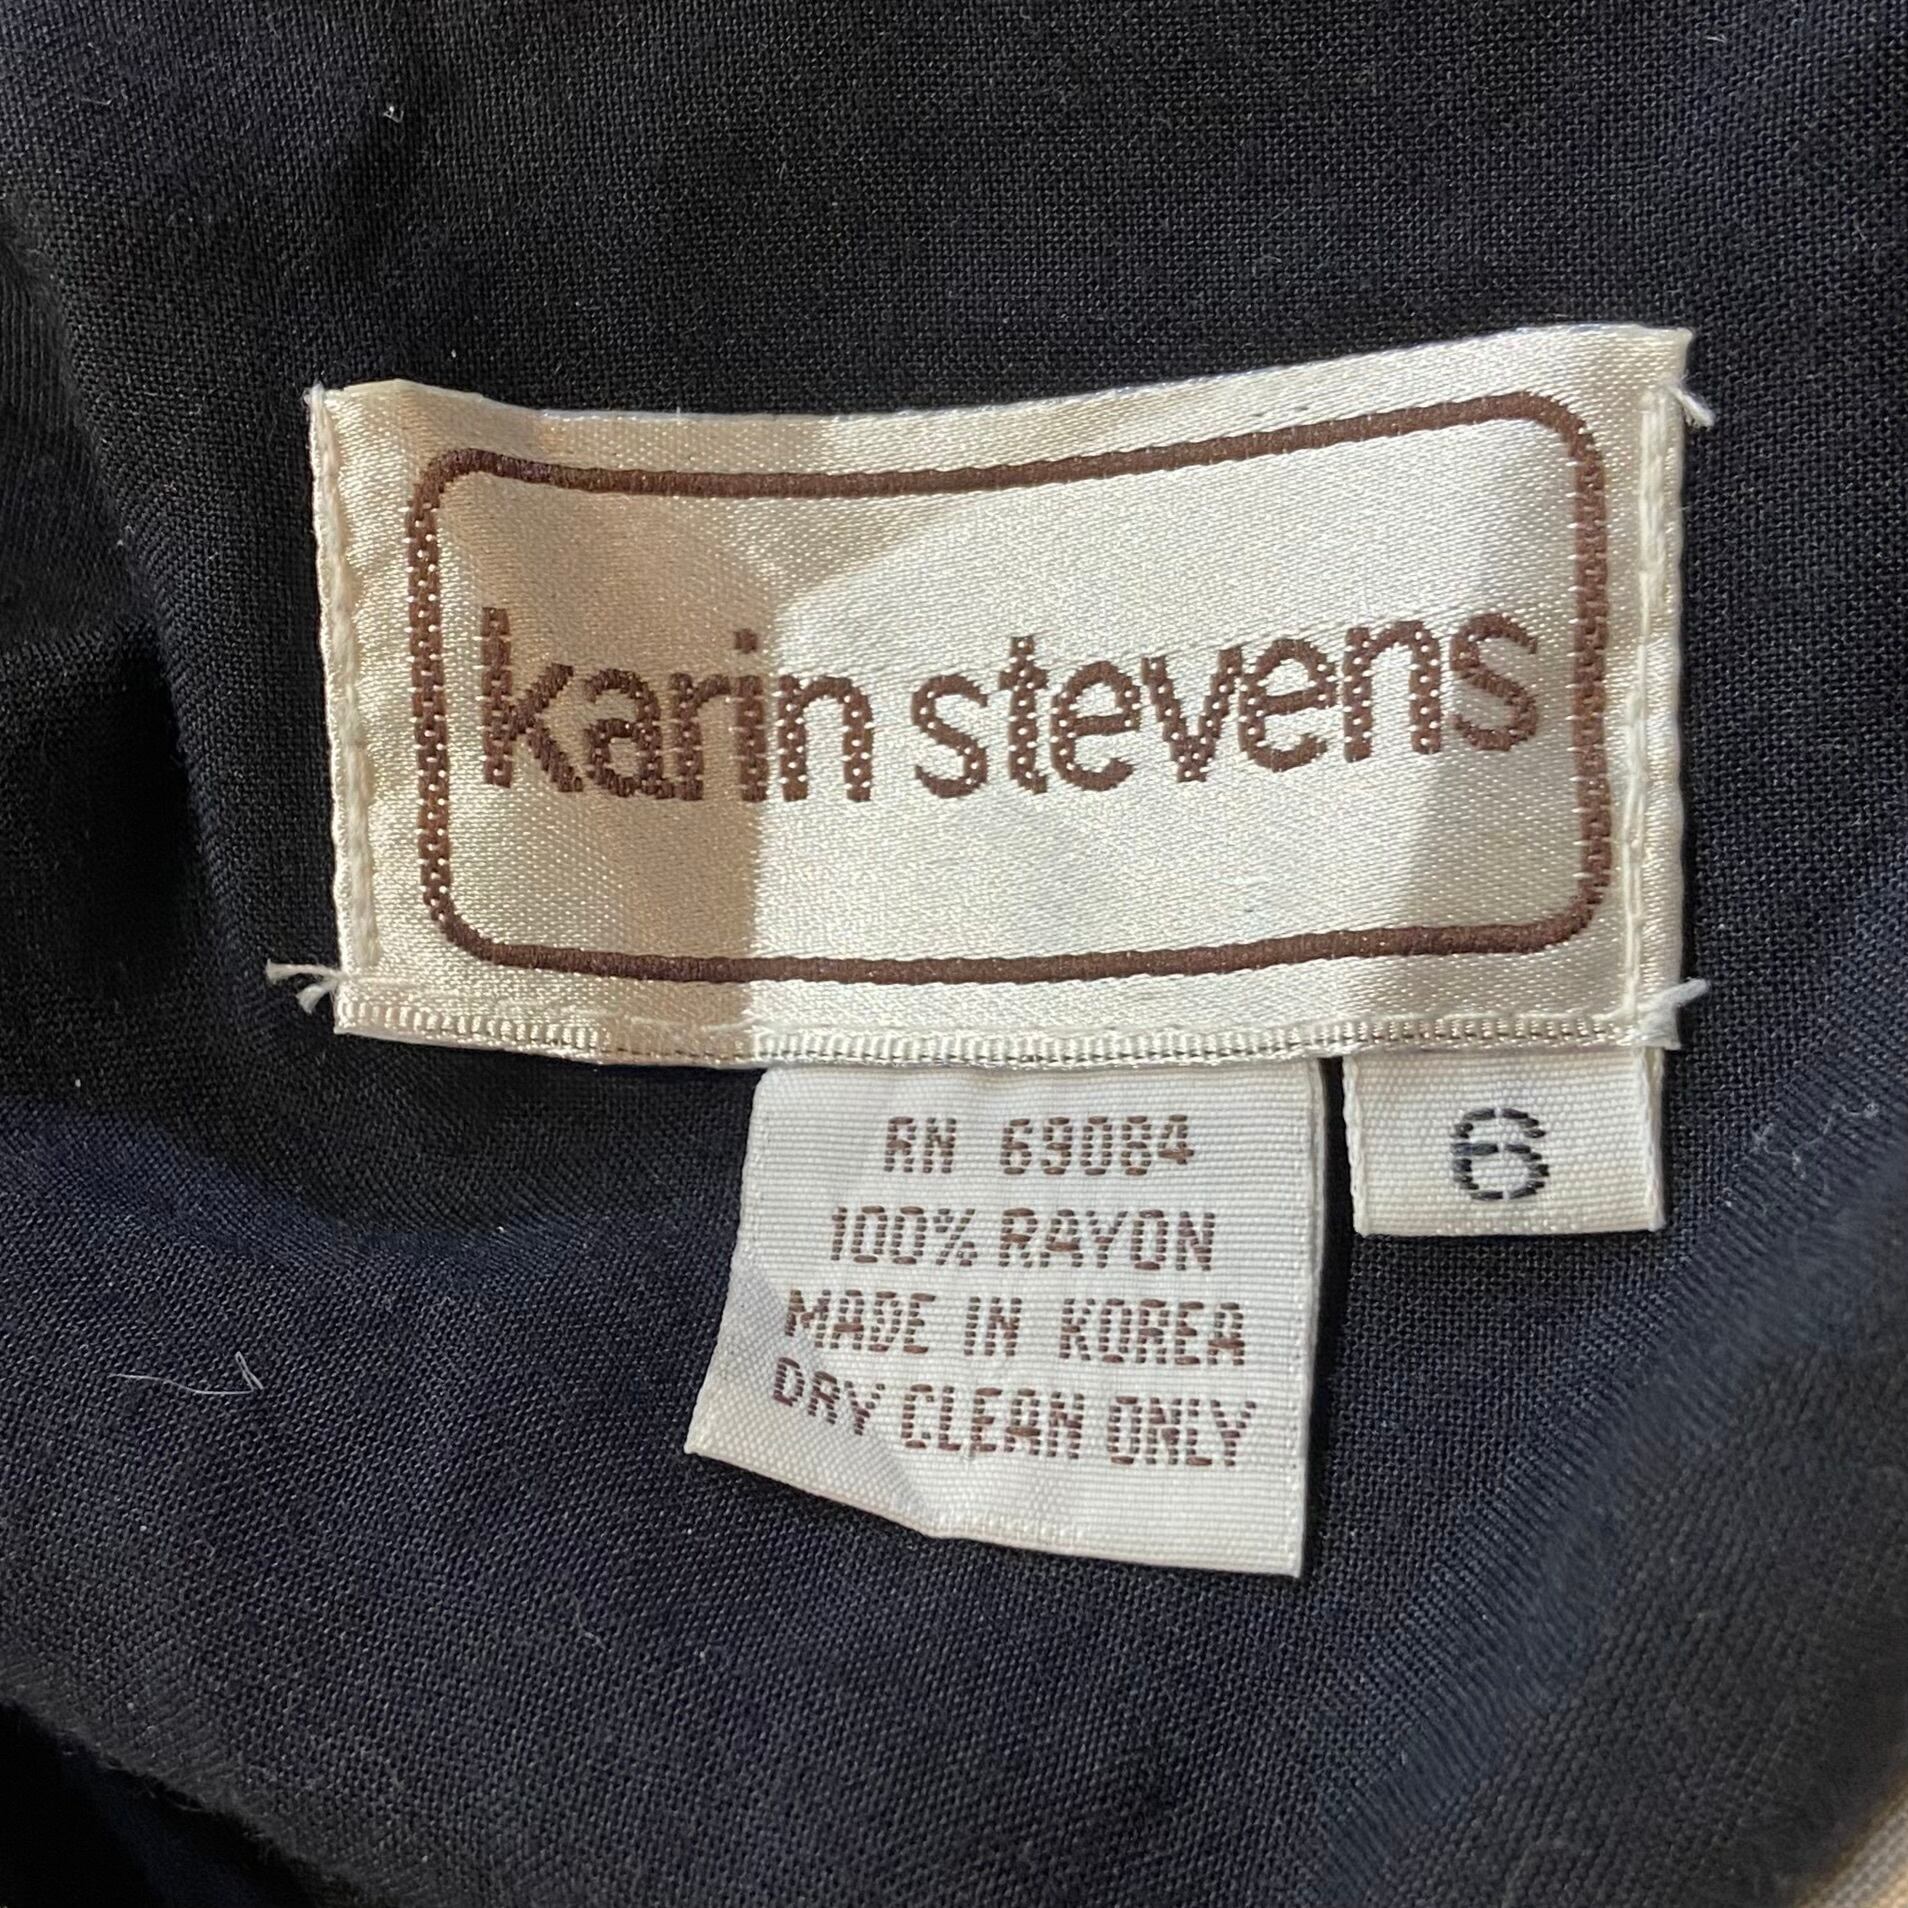 karin stevens
6
RN 69084
100% RAYON
MADE IN KOREA
DRY CLEAN ONLY